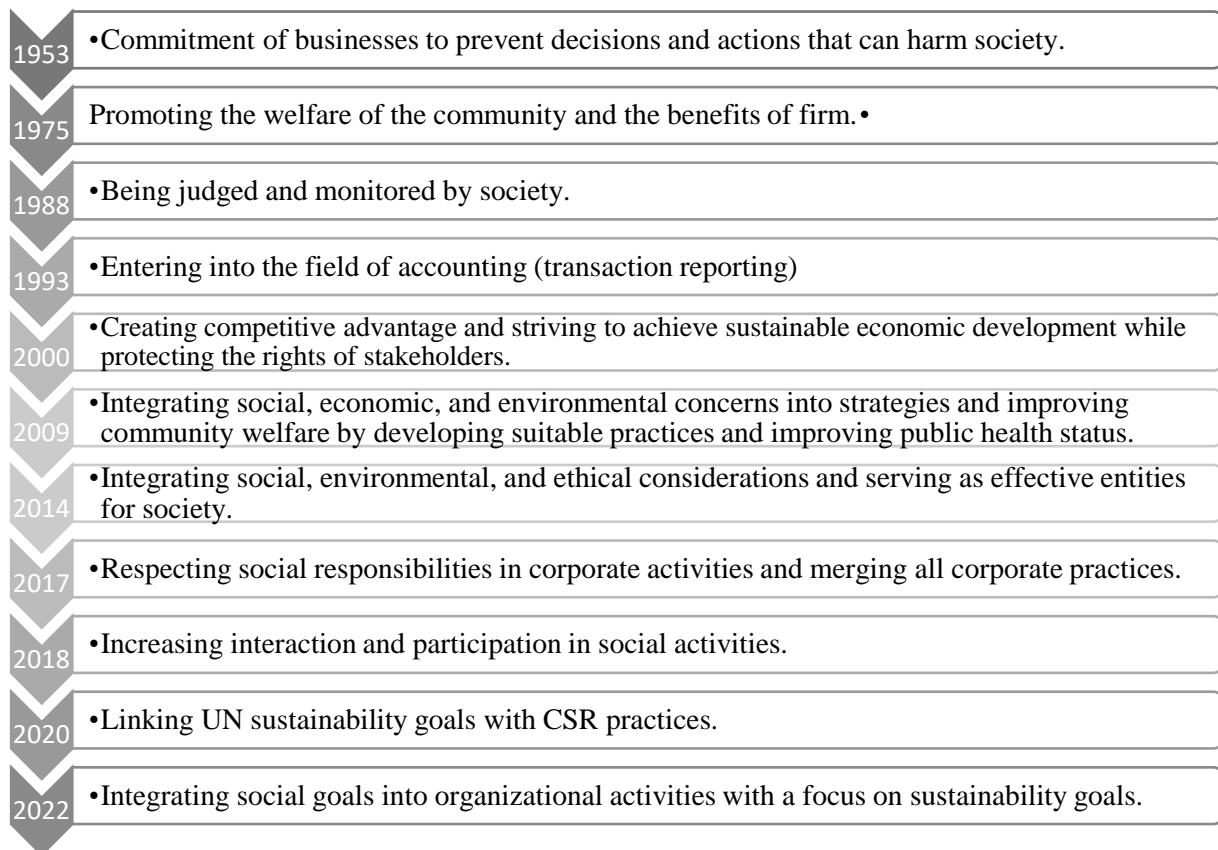 1953
•Commitment of businesses to prevent decisions and actions that can harm society.
1975
Promoting the welfare of the community and the benefits of firm.•
1988
•Being judged and monitored by society.
1993
•Entering into the field of accounting (transaction reporting)
2000
•Creating competitive advantage and striving to achieve sustainable economic development while
protecting the rights of stakeholders.
2009
•Integrating social, economic, and environmental concerns into strategies and improving
community welfare by developing suitable practices and improving public health status.
2014
•Integrating social, environmental, and ethical considerations and serving as effective entities
for society.
2017
•Respecting social responsibilities in corporate activities and merging all corporate practices.
2018
•Increasing interaction and participation in social activities.
2020
•Linking UN sustainability goals with CSR practices.
2022
•Integrating social goals into organizational activities with a focus on sustainability goals.